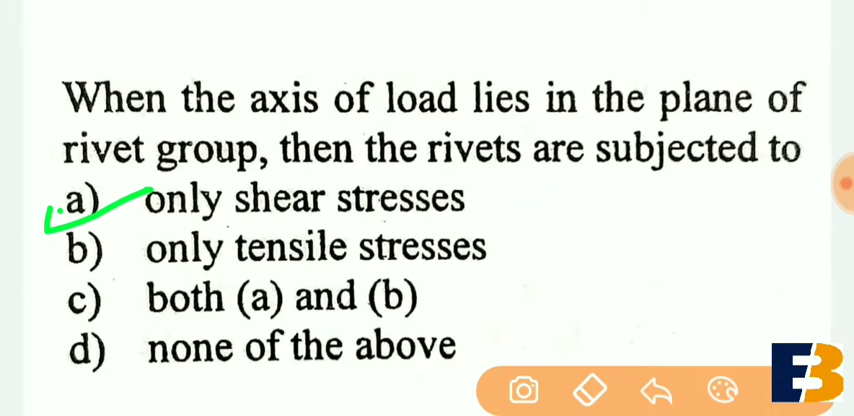 When the axis of load lies in the plane of
rivet group, then the rivets are subjected to
a) only shear stresses
b) only tensile stresses
c) both (a) and (b)
d) none of the above
EB